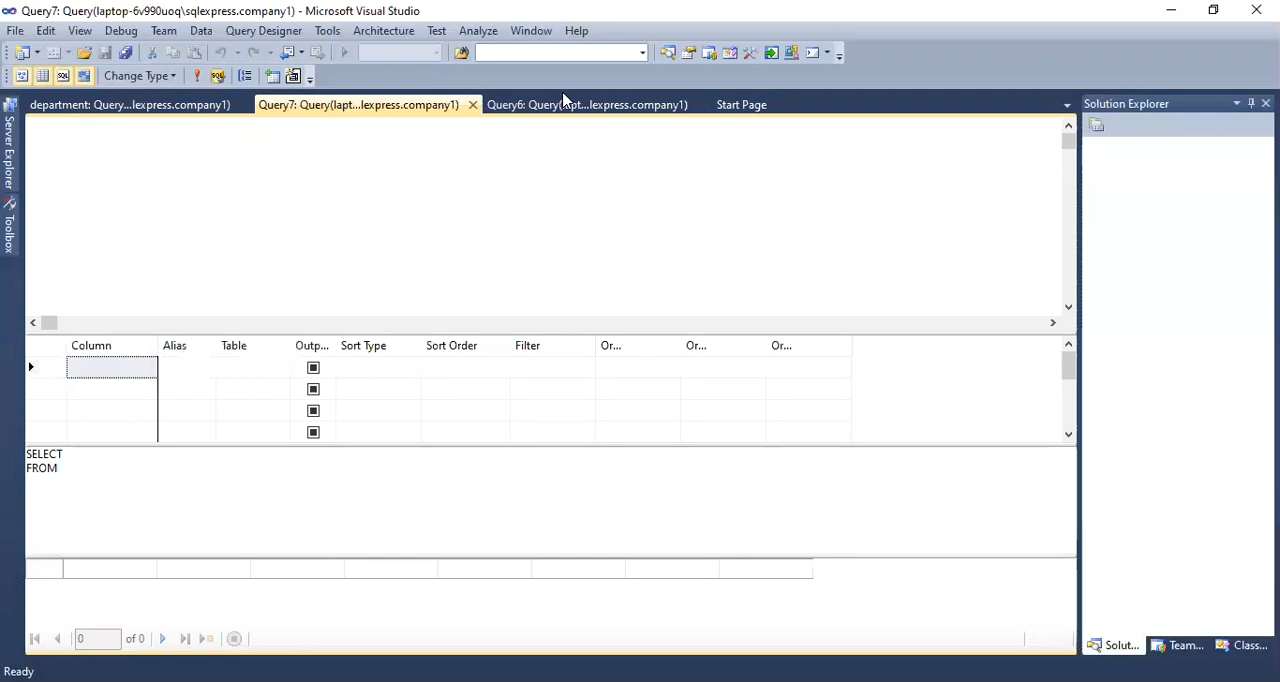 Query7: Query(laptop-6v990uoq\sqlexpress.company1) - Microsoft Visual Studio
File Edit View Debug Team Data Query Designer Tools Architecture Test Analyze Window Help
Change Type
department: Query...lexpress.company1) Query7: Query(lapt...lexpress.company1) Query6: Query(lapt...lexpress.company1) Start Page
Solution Explorer
Server Explorer
Toolbox
Column Alias Table Outp... Sort Type Sort Order Filter Or... Or... Or...
SELECT
FROM
0 of 0
Solut... Team... Class...
Ready